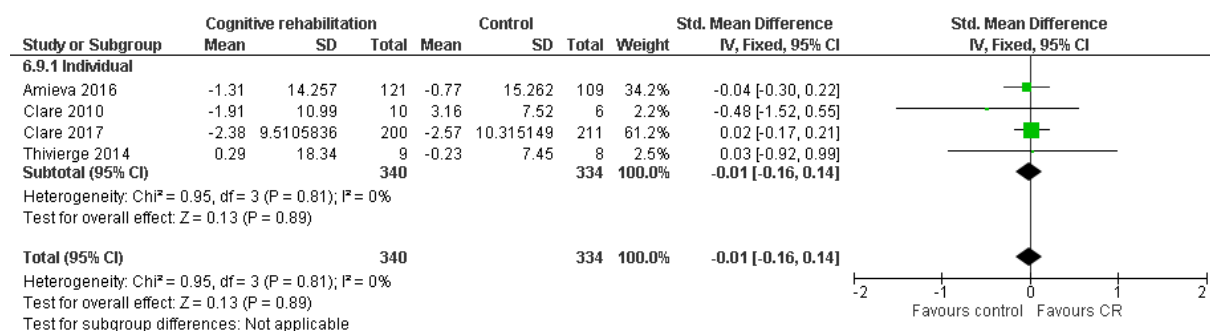 Cognitive rehabilitation Control Std. Mean Difference Std. Mean Difference
Study or Subgroup Mean SD Total Mean SD Total Weight IV, Fixed, 95% CI IV, Fixed, 95% CI
6.9.1 Individual
Amieva 2016 -1.31 14.257 121 -0.77 15.262 109 34.2% -0.04 [-0.30, 0.22]
Clare 2010 -1.91 10.99 10 3.16 7.52 6 2.2% -0.48 [-1.52, 0.55]
Clare 2017 -2.38 9.5105836 200 -2.57 10.315149 211 61.2% 0.02 [-0.17, 0.21]
Thivierge 2014 0.29 18.34 9 -0.23 7.45 8 2.5% 0.03 [-0.92, 0.99]
Subtotal (95% CI) 340 334 100.0% -0.01 [-0.16, 0.14]
Heterogeneity: Chi² = 0.95, df = 3 (P = 0.81); I² = 0%
Test for overall effect: Z = 0.13 (P = 0.89)
Total (95% CI) 340 334 100.0% -0.01 [-0.16, 0.14]
Heterogeneity: Chi² = 0.95, df = 3 (P = 0.81); I² = 0%
Test for overall effect: Z = 0.13 (P = 0.89)
Test for subgroup differences: Not applicable
-2 -1 0 1 2
Favours control Favours CR